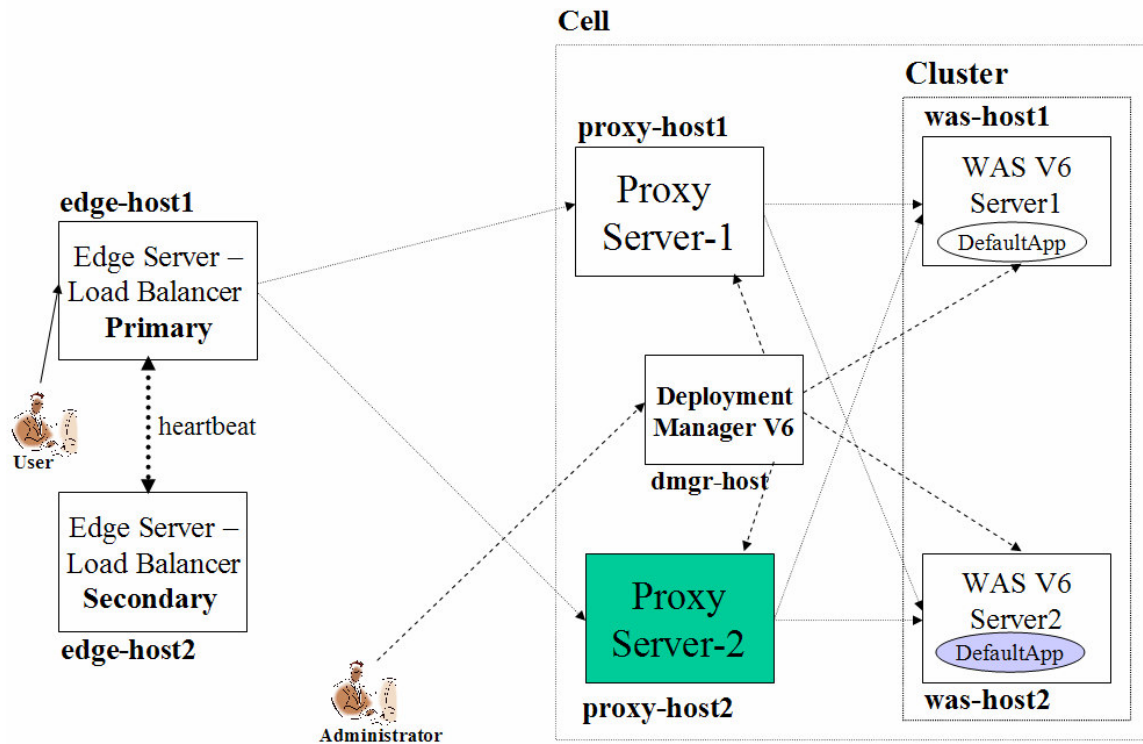 Cell
Cluster
proxy-host1
was-host1
Proxy
Server-1
WAS V6
Server1
DefaultApp
edge-host1
Edge Server –
Load Balancer
Primary
heartbeat
User
Deployment
Manager V6
dmgr-host
Edge Server –
Load Balancer
Secondary
edge-host2
Proxy
Server-2
proxy-host2
WAS V6
Server2
DefaultApp
was-host2
Administrator